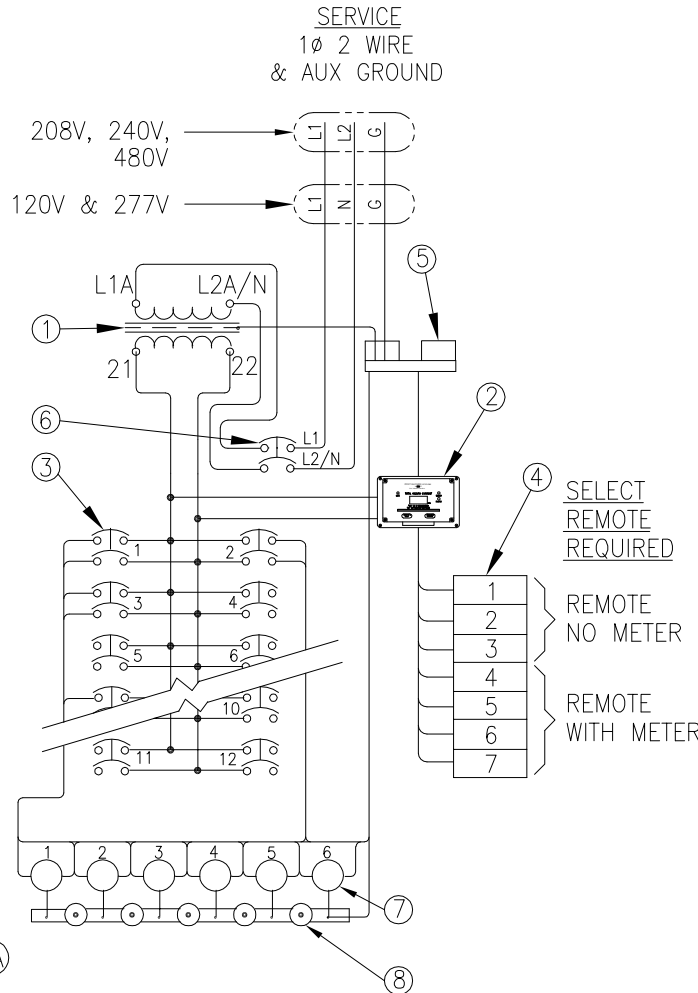 SERVICE
1ø 2 WIRE
& AUX GROUND
208V, 240V,
480V
L1
L2
G
120V & 277V
L1
N
G
5
L1A
L2A/N
1
21
22
2
6
L1
L2/N
3
4
SELECT
REMOTE
REQUIRED
1
2
3
4
5
6
10
11
12
1
2
3
4
5
6
7
REMOTE
NO METER
REMOTE
WITH METER
1
2
3
4
5
6
7
8
A